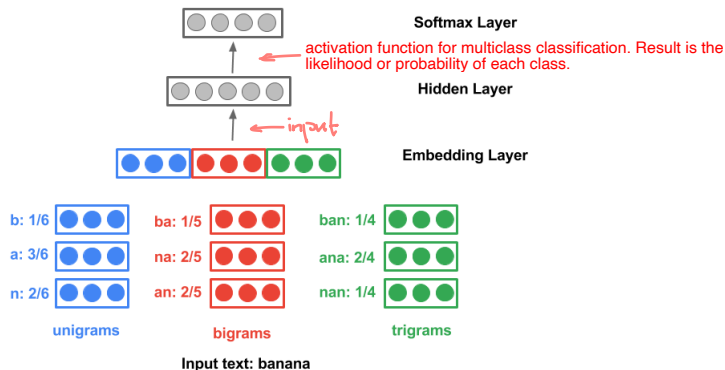 Softmax Layer
activation function for multiclass classification. Result is the
likelihood or probability of each class.
Hidden Layer
input
Embedding Layer
b: 1/6
a: 3/6
n: 2/6
unigrams
ba: 1/5
na: 2/5
an: 2/5
bigrams
ban: 1/4
ana: 2/4
nan: 1/4
trigrams
Input text: banana